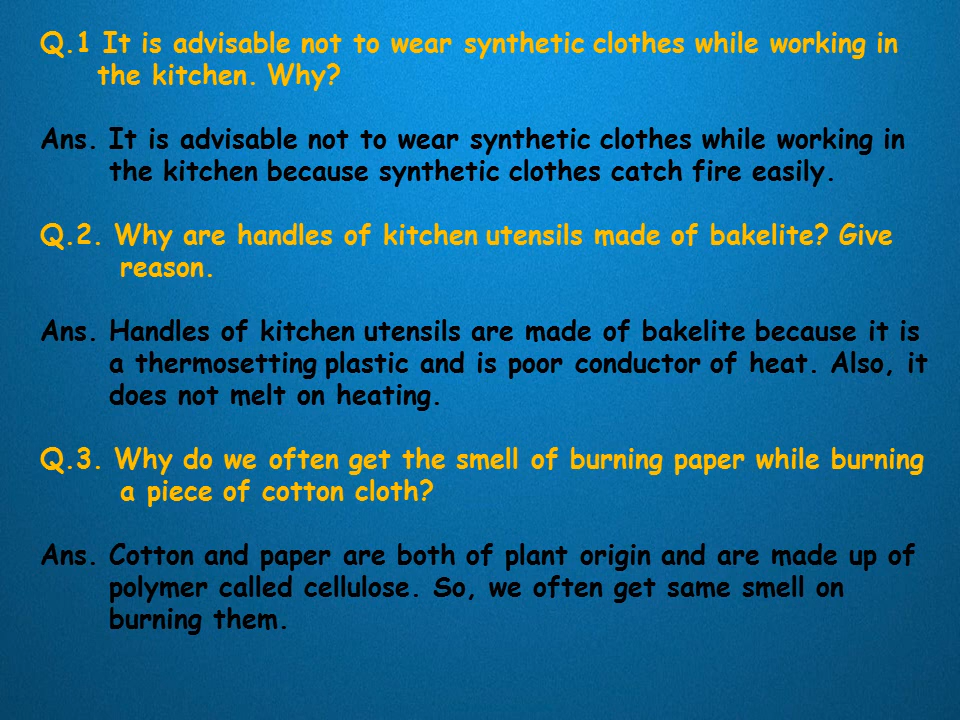 Q.1 It is advisable not to wear synthetic clothes while working in
the kitchen. Why?
Ans. It is advisable not to wear synthetic clothes while working in
the kitchen because synthetic clothes catch fire easily.
Q.2. Why are handles of kitchen utensils made of bakelite? Give
reason.
Ans. Handles of kitchen utensils are made of bakelite because it is
a thermosetting plastic and is poor conductor of heat. Also, it
does not melt on heating.
Q.3. Why do we often get the smell of burning paper while burning
a piece of cotton cloth?
Ans. Cotton and paper are both of plant origin and are made up of
polymer called cellulose. So, we often get same smell on
burning them.